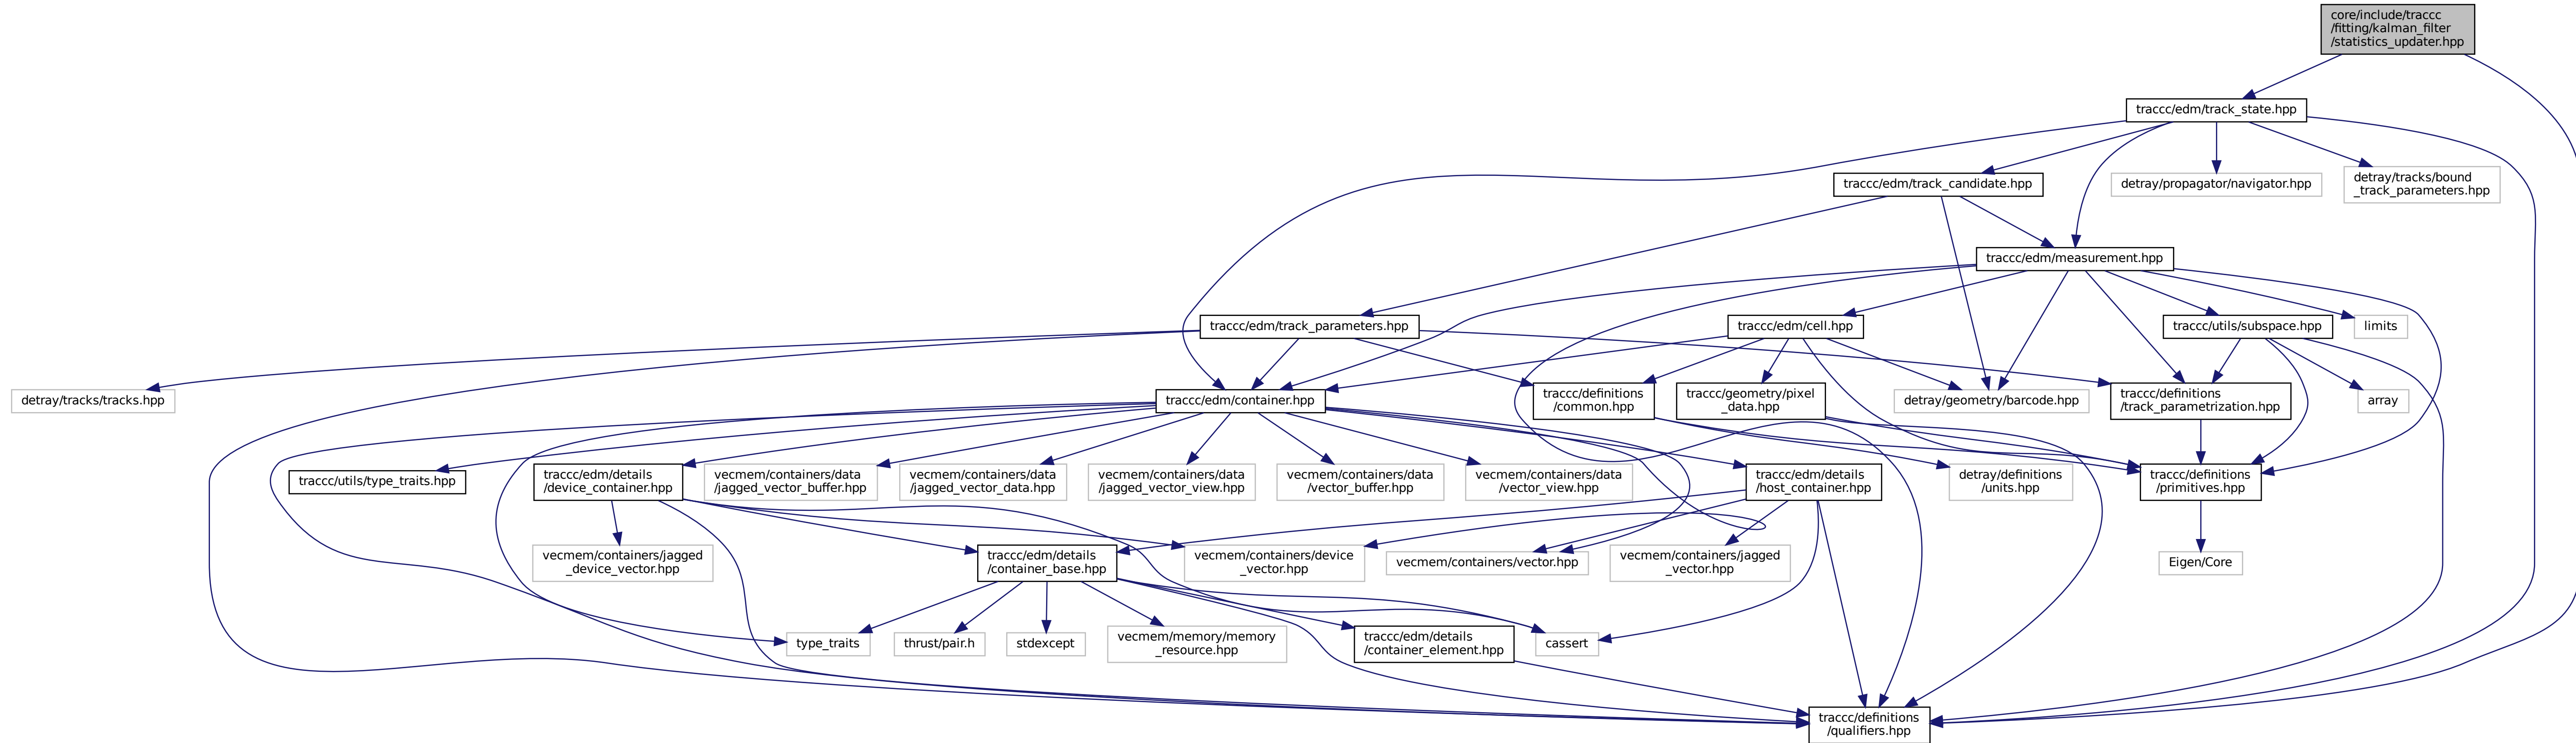 core/include/traccc
/fitting/kalman_filter
/statistics_updater.hpp
traccc/edm/track_state.hpp
traccc/edm/track_candidate.hpp
detray/propagator/navigator.hpp
detray/tracks/bound
_track_parameters.hpp
traccc/edm/measurement.hpp
traccc/edm/track_parameters.hpp
traccc/edm/cell.hpp
traccc/utils/subspace.hpp
limits
detray/tracks/tracks.hpp
traccc/edm/container.hpp
traccc/definitions
/common.hpp
traccc/geometry/pixel
_data.hpp
detray/geometry/barcode.hpp
traccc/definitions
/track_parametrization.hpp
array
traccc/utils/type_traits.hpp
traccc/edm/details
/device_container.hpp
vecmem/containers/data
/jagged_vector_buffer.hpp
vecmem/containers/data
/jagged_vector_data.hpp
vecmem/containers/data
/jagged_vector_view.hpp
vecmem/containers/data
/vector_buffer.hpp
vecmem/containers/data
/vector_view.hpp
traccc/edm/details
/host_container.hpp
detray/definitions
/units.hpp
traccc/definitions
/primitives.hpp
vecmem/containers/jagged
_device_vector.hpp
traccc/edm/details
/container_base.hpp
vecmem/containers/device
_vector.hpp
vecmem/containers/vector.hpp
vecmem/containers/jagged
_vector.hpp
Eigen/Core
type_traits
thrust/pair.h
stdexcept
vecmem/memory/memory
_resource.hpp
traccc/edm/details
/container_element.hpp
cassert
traccc/definitions
/qualifiers.hpp